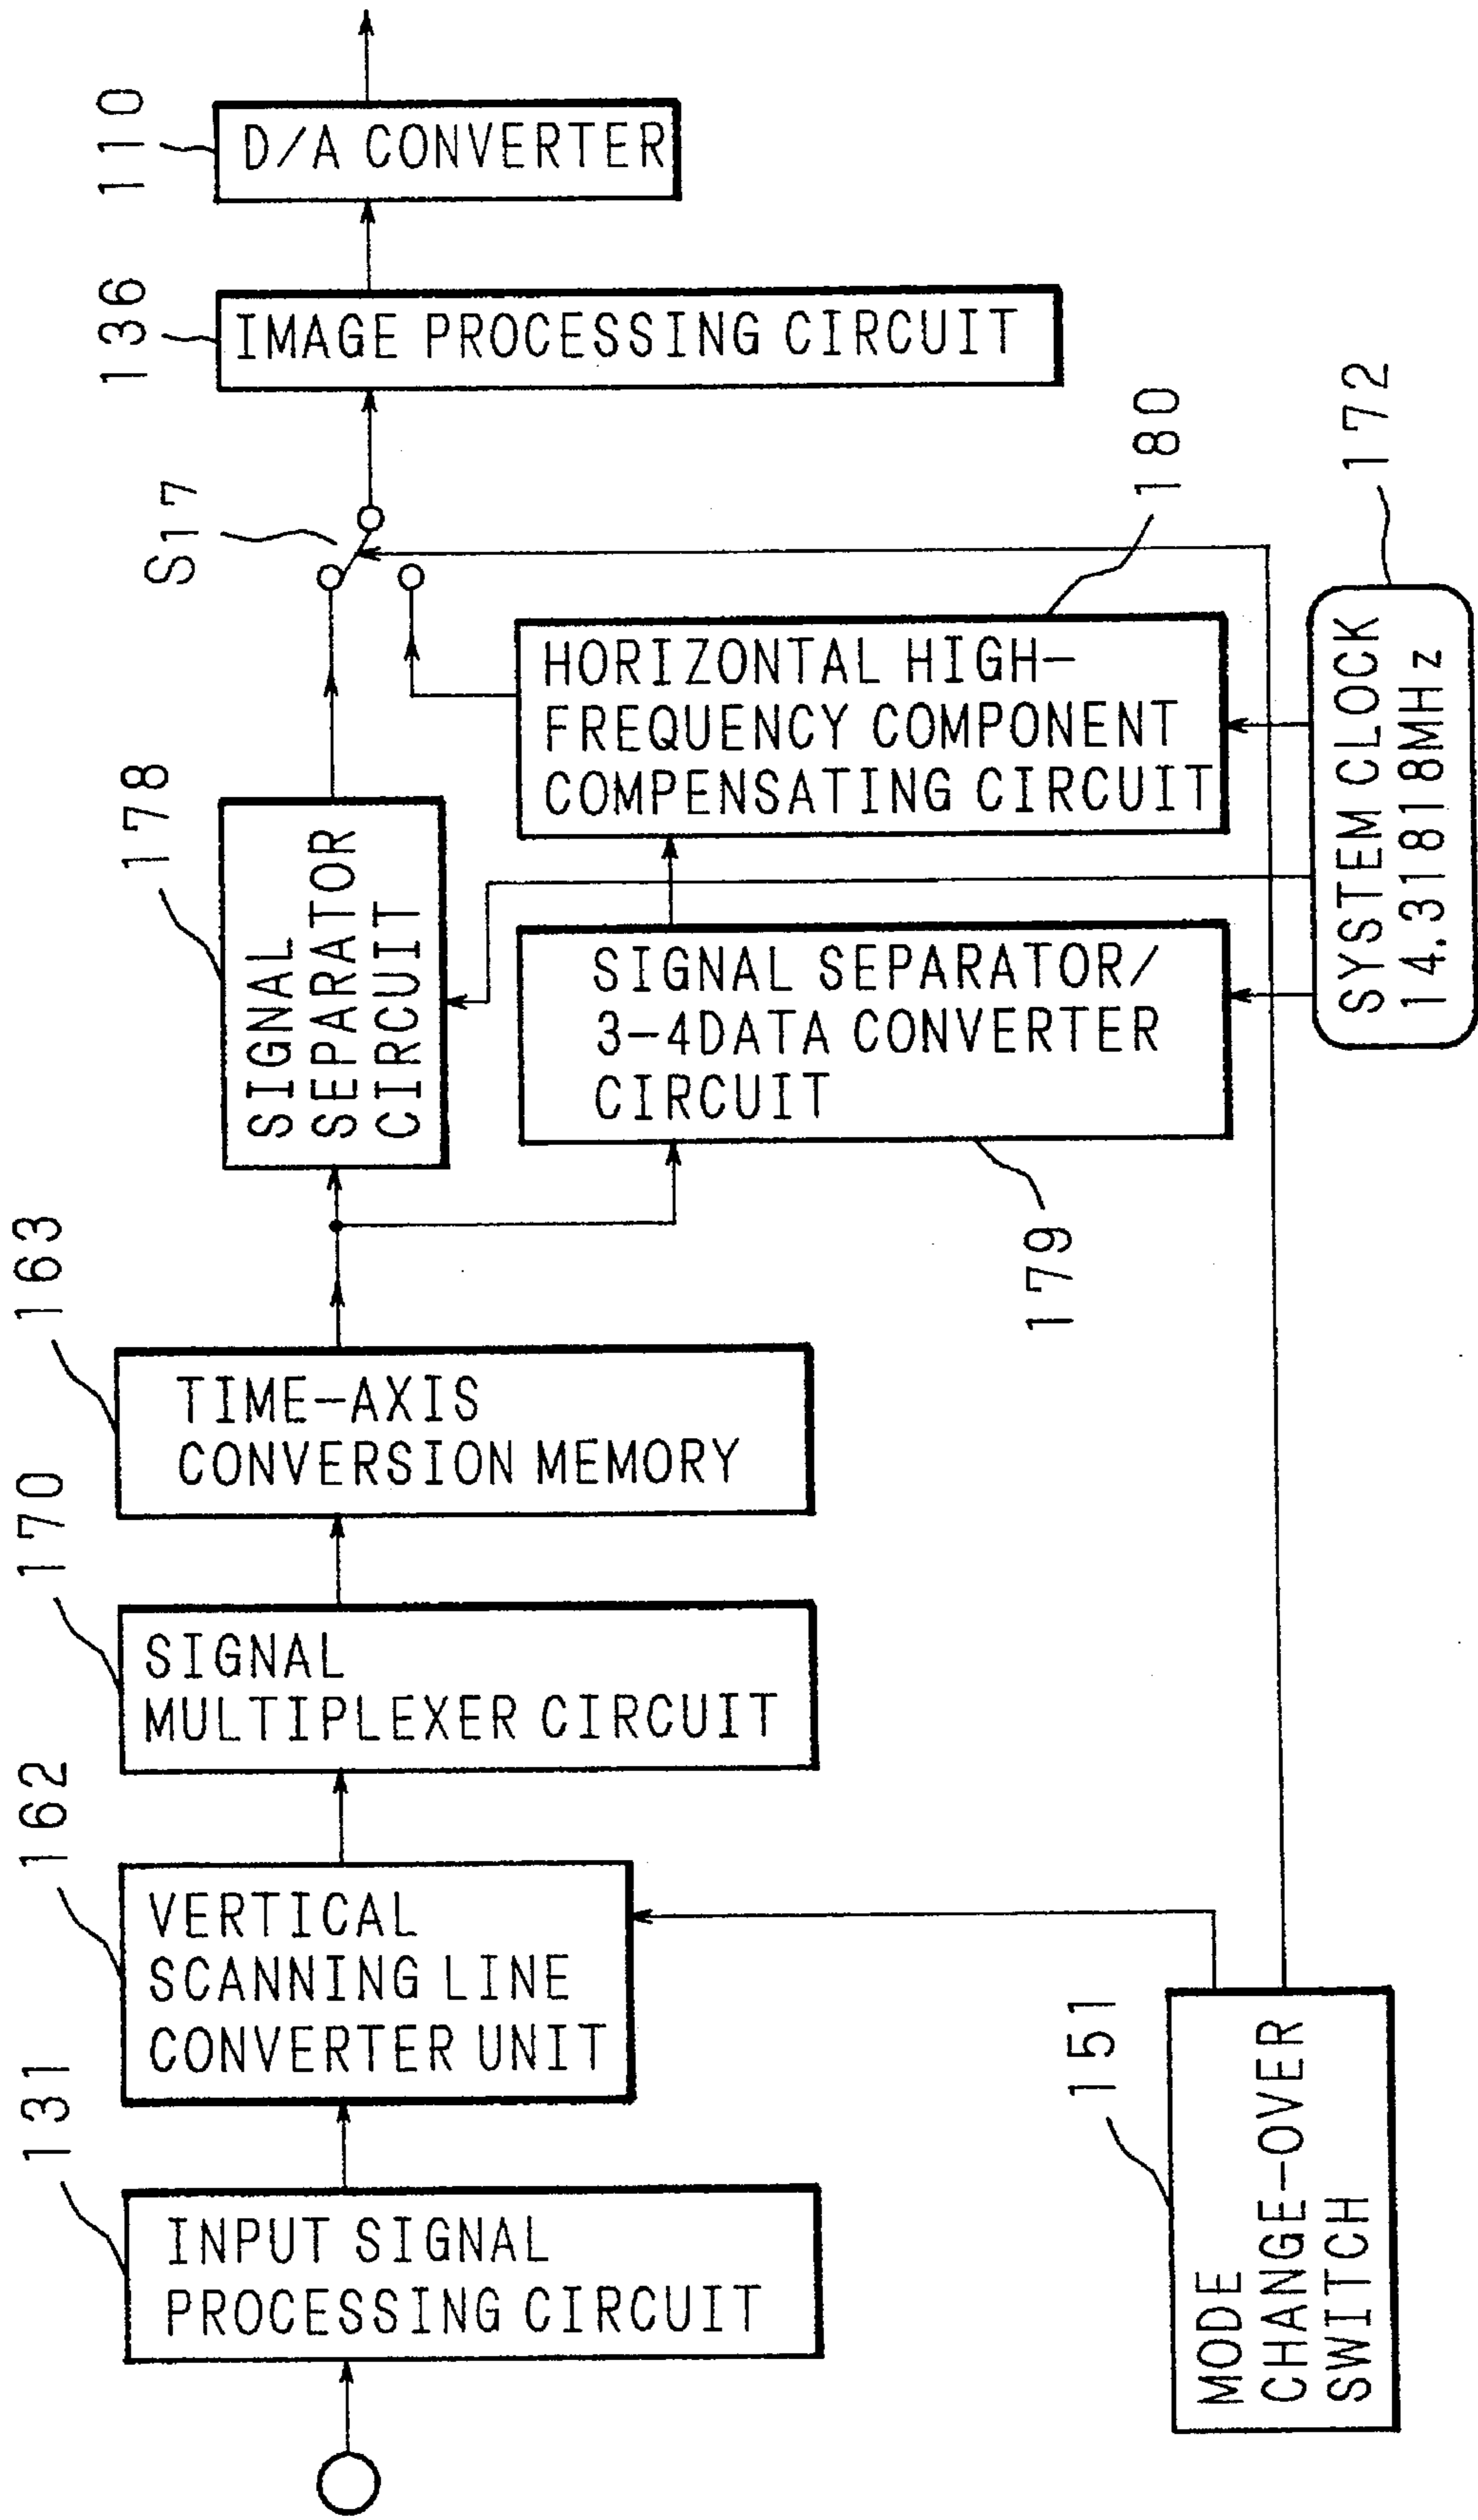 131
INPUT SIGNAL
PROCESSING CIRCUIT
162
VERTICAL
SCANNING LINE
CONVERTER UNIT
170
SIGNAL
MULTIPLEXER CIRCUIT
163
TIME-AXIS
CONVERSION MEMORY
178
SIGNAL
SEPARATOR
CIRCUIT
S17
136
IMAGE PROCESSING CIRCUIT
110
D/A CONVERTER
179
SIGNAL SEPARATOR/
3-4DATA CONVERTER
CIRCUIT
180
HORIZONTAL HIGH-
FREQUENCY COMPONENT
COMPENSATING CIRCUIT
151
MODE
CHANGE-OVER
SWITCH
172
SYSTEM CLOCK
14.31818MHz